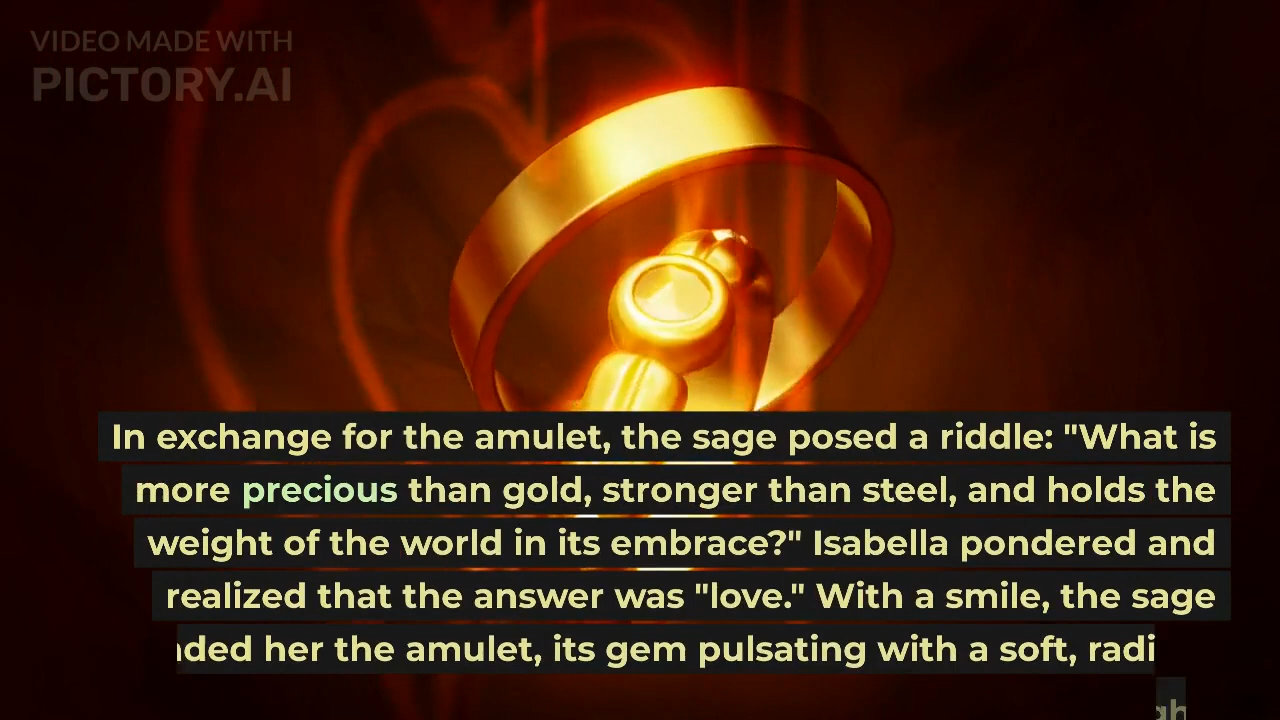 VIDEO MADE WITH
PICTORY.AI
In exchange for the amulet, the sage posed a riddle: "What is
more precious than gold, stronger than steel, and holds the
weight of the world in its embrace?" Isabella pondered and
realized that the answer was "love." With a smile, the sage
ded her the amulet, its gem pulsating with a soft, radi